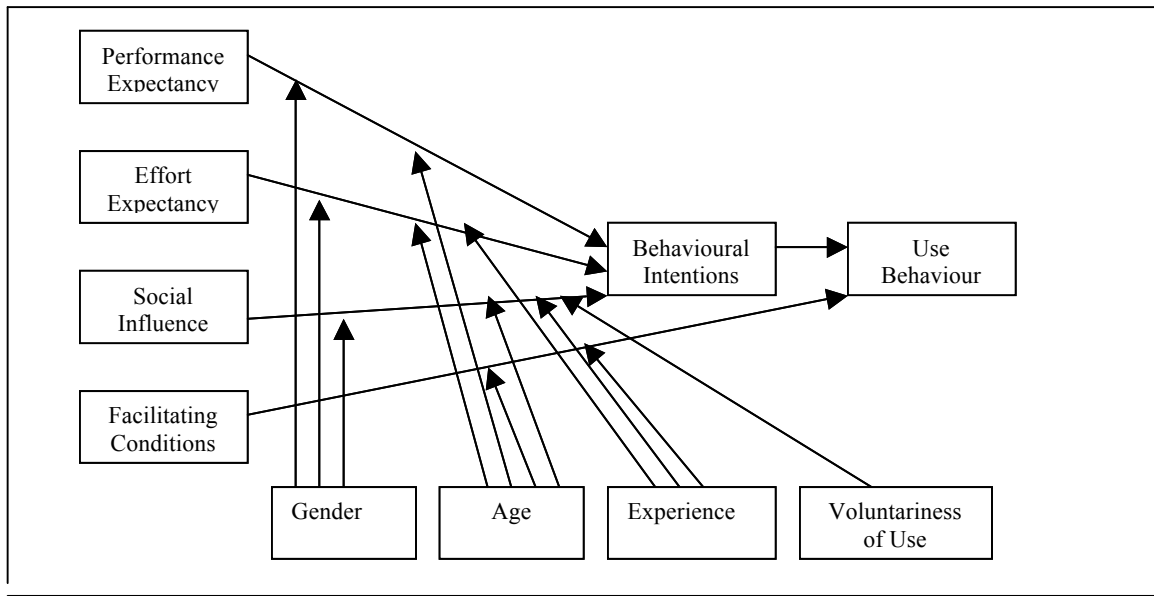 Performance
Expectancy
Effort
Expectancy
Social
Influence
Facilitating
Conditions
Behavioural
Intentions
Use
Behaviour
Gender
Age
Experience
Voluntariness
of Use